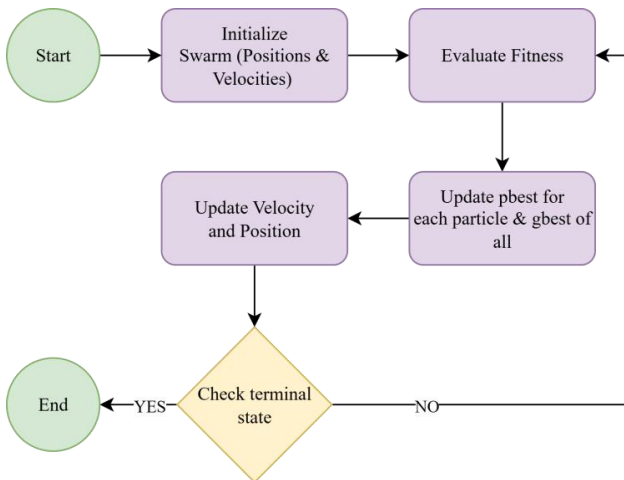 Start
Initialize
Swarm (Positions &
Velocities)
Evaluate Fitness
Update Velocity
and Position
Update pbest for
each particle & gbest of
all
End
YES
Check terminal
state
NO